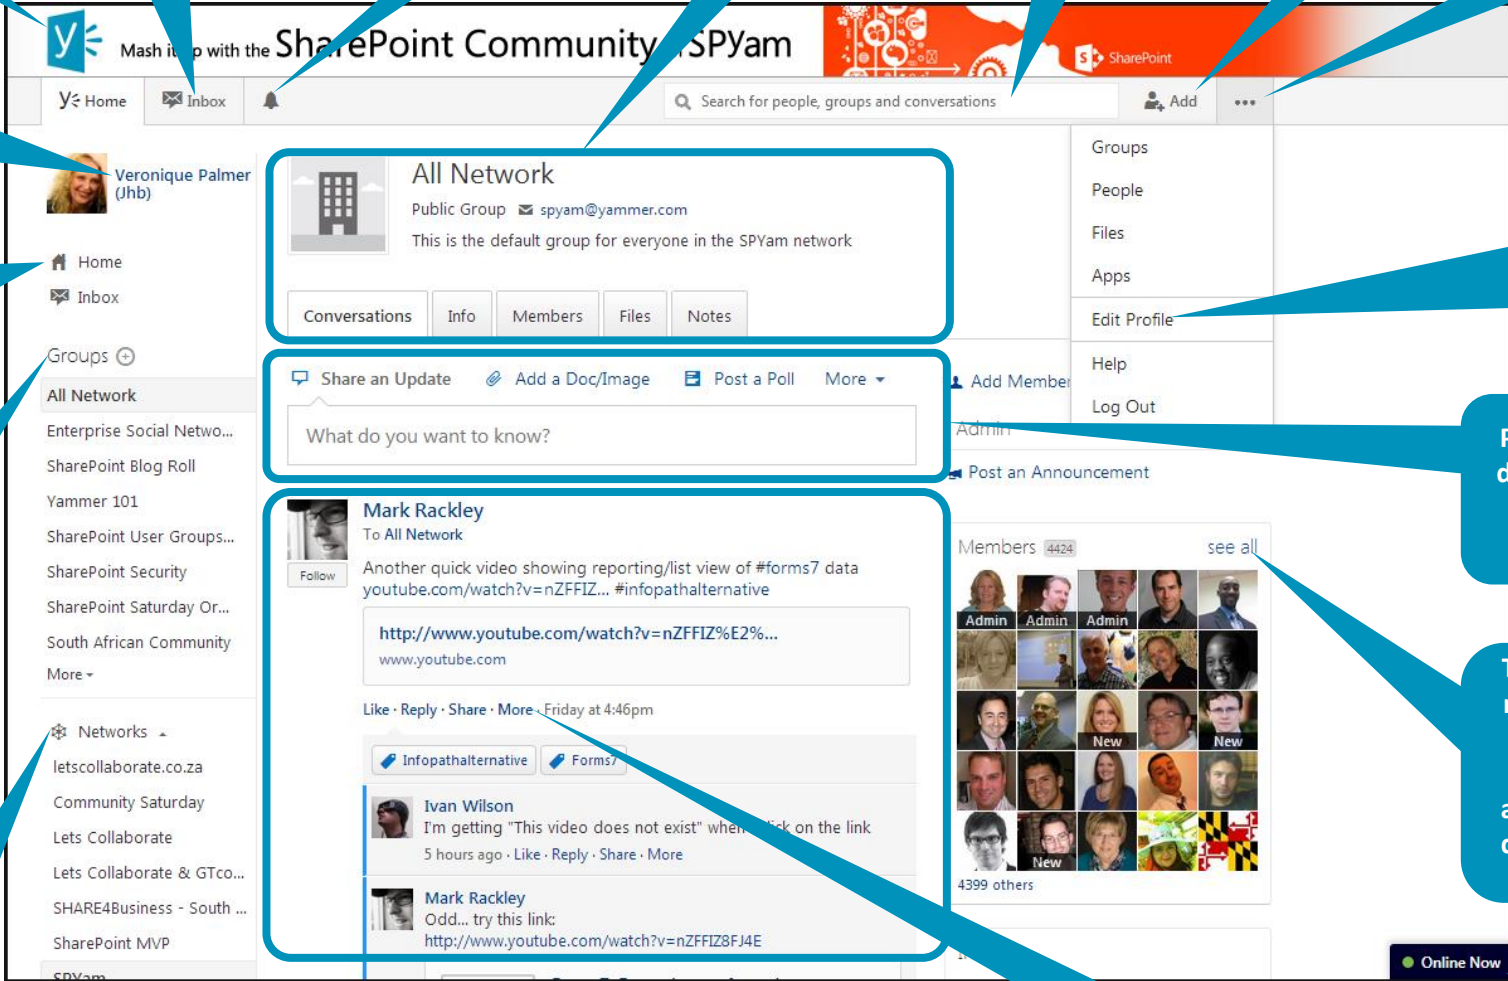 Mash it up with the SharePoint Community #SPYam
SharePoint
Home
Inbox
Search for people, groups and conversations
Add
Veronique Palmer
(Jhb)
Home
Inbox
Groups
All Network
Enterprise Social Netwo...
SharePoint Blog Roll
Yammer 101
SharePoint User Groups...
SharePoint Security
SharePoint Saturday Or...
South African Community
More
Networks
letscollaborate.co.za
Community Saturday
Lets Collaborate
Lets Collaborate & GTco...
SHARE4Business - South ...
SharePoint MVP
SPYam
All Network
Public Group spyam@yammer.com
This is the default group for everyone in the SPYam network
Conversations Info Members Files Notes
Share an Update Add a Doc/Image Post a Poll More
What do you want to know?
Mark Rackley
To All Network
Follow
Another quick video showing reporting/list view of #forms7 data
youtube.com/watch?v=nZFFIZ... #infopathalternative
http://www.youtube.com/watch?v=nZFFIZ%E2%...
www.youtube.com
Like · Reply · Share · More · Friday at 4:46pm
Infopathalternative Forms7
Ivan Wilson
I'm getting "This video does not exist" when click on the link
5 hours ago · Like · Reply · Share · More
Mark Rackley
Odd... try this link:
http://www.youtube.com/watch?v=nZFFIZ8FJ4E
Groups
People
Files
Apps
Edit Profile
Help
Log Out
Add Member
Admin
Post an Announcement
Members 4424 see all
Admin Admin Admin
New New
New
4399 others
Online Now